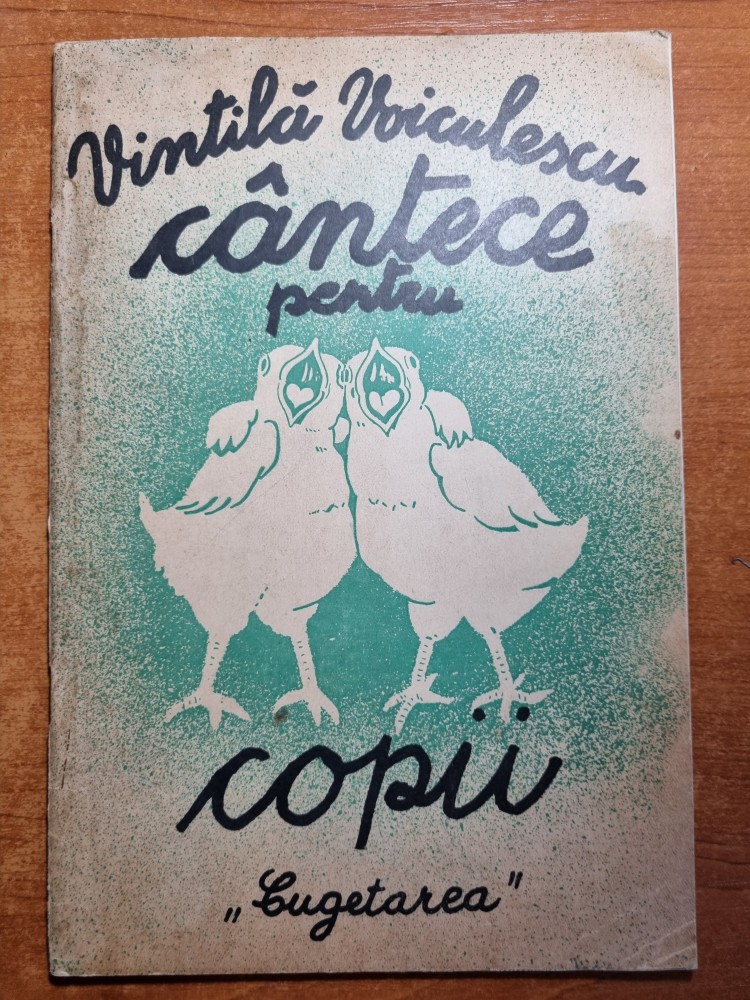 Vintilă Voiculescu
cântece
pentru
copii
„Cugetarea"